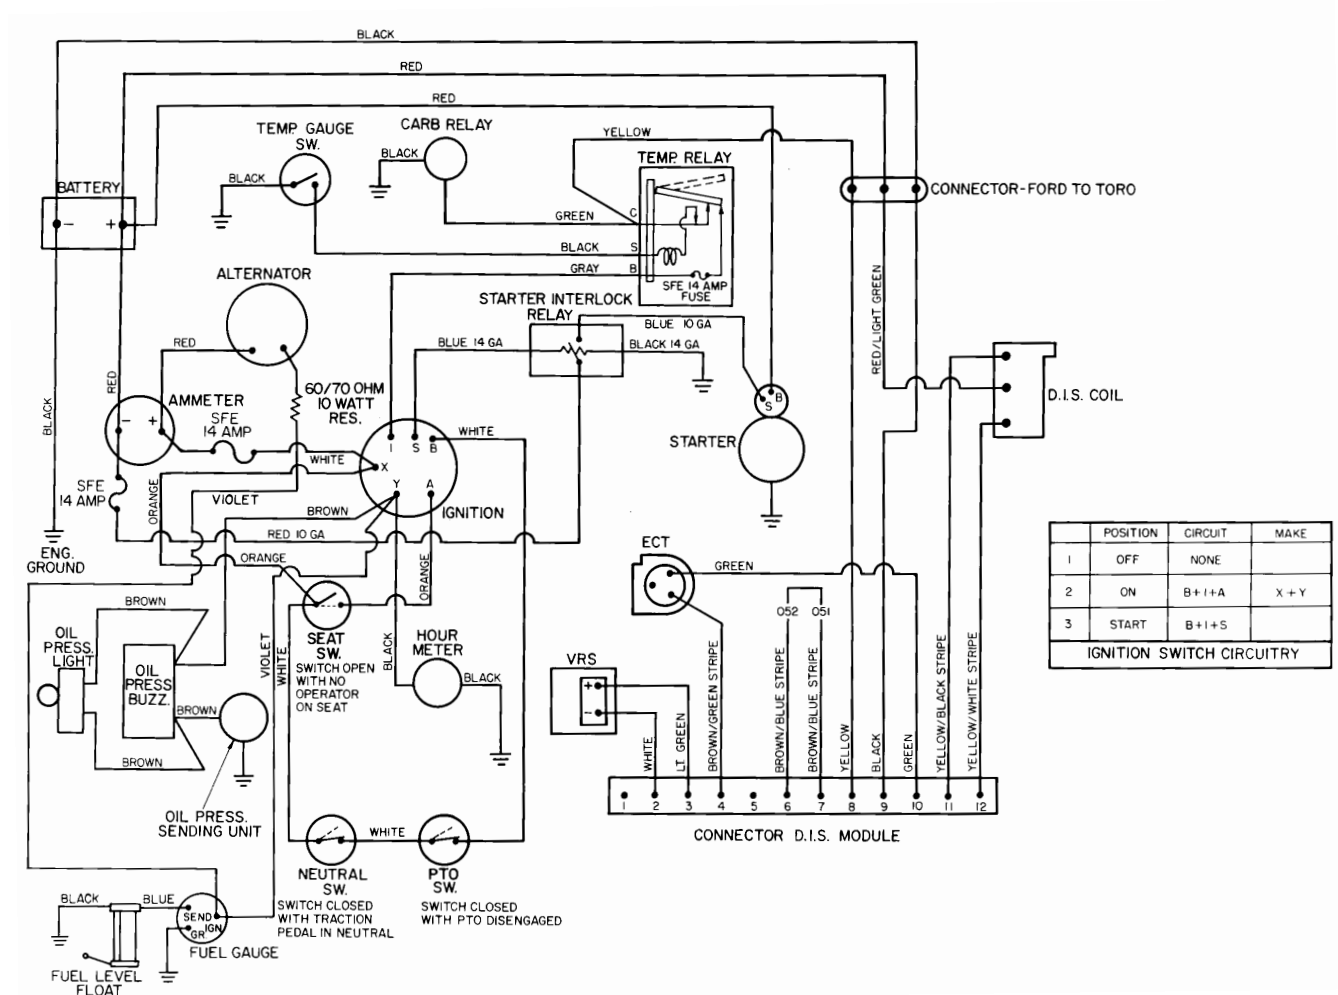 BLACK
RED
RED
TEMP. GAUGE
SW.
CARB RELAY
YELLOW
BLACK
TEMP. RELAY
BLACK
BATTERY
-
+
CONNECTOR-FORD TO TORO
GREEN
C
BLACK
S
GRAY
B
SFE 14 AMP
FUSE
ALTERNATOR
STARTER INTERLOCK
RELAY
BLUE 10 GA
BLUE 14 GA
BLACK 14 GA
RED
RED/LIGHT GREEN
D.I.S. COIL
RED
BLACK
AMMETER
-
+
SFE
14 AMP
60/70 OHM
10 WATT
RES.
I
S
B
WHITE
X
Y
A
IGNITION
B
S
STARTER
WHITE
SFE
14 AMP
ORANGE
VIOLET
BROWN
RED 10 GA
ENG.
GROUND
ORANGE
ORANGE
ECT
GREEN
052
051
POSITION
CIRCUIT
MAKE
1
OFF
NONE
2
ON
B+I+A
X+Y
3
START
B+I+S
IGNITION SWITCH CIRCUITRY
BROWN
OIL
PRESS.
LIGHT
OIL
PRESS
BUZZ.
BROWN
BROWN
OIL PRESS.
SENDING UNIT
VIOLET
WHITE
SEAT
SW.
SWITCH OPEN
WITH NO
OPERATOR
ON SEAT
BLACK
HOUR
METER
BLACK
VRS
+
-
WHITE
LT. GREEN
BROWN/GREEN STRIPE
BROWN/BLUE STRIPE
BROWN/BLUE STRIPE
YELLOW
BLACK
GREEN
YELLOW/BLACK STRIPE
YELLOW/WHITE STRIPE
1
2
3
4
5
6
7
8
9
10
11
12
CONNECTOR D.I.S. MODULE
WHITE
NEUTRAL
SW.
SWITCH CLOSED
WITH TRACTION
PEDAL IN NEUTRAL
PTO
SW.
SWITCH CLOSED
WITH PTO DISENGAGED
BLACK
BLUE
SEND
IGN
GR.
FUEL GAUGE
FUEL LEVEL
FLOAT